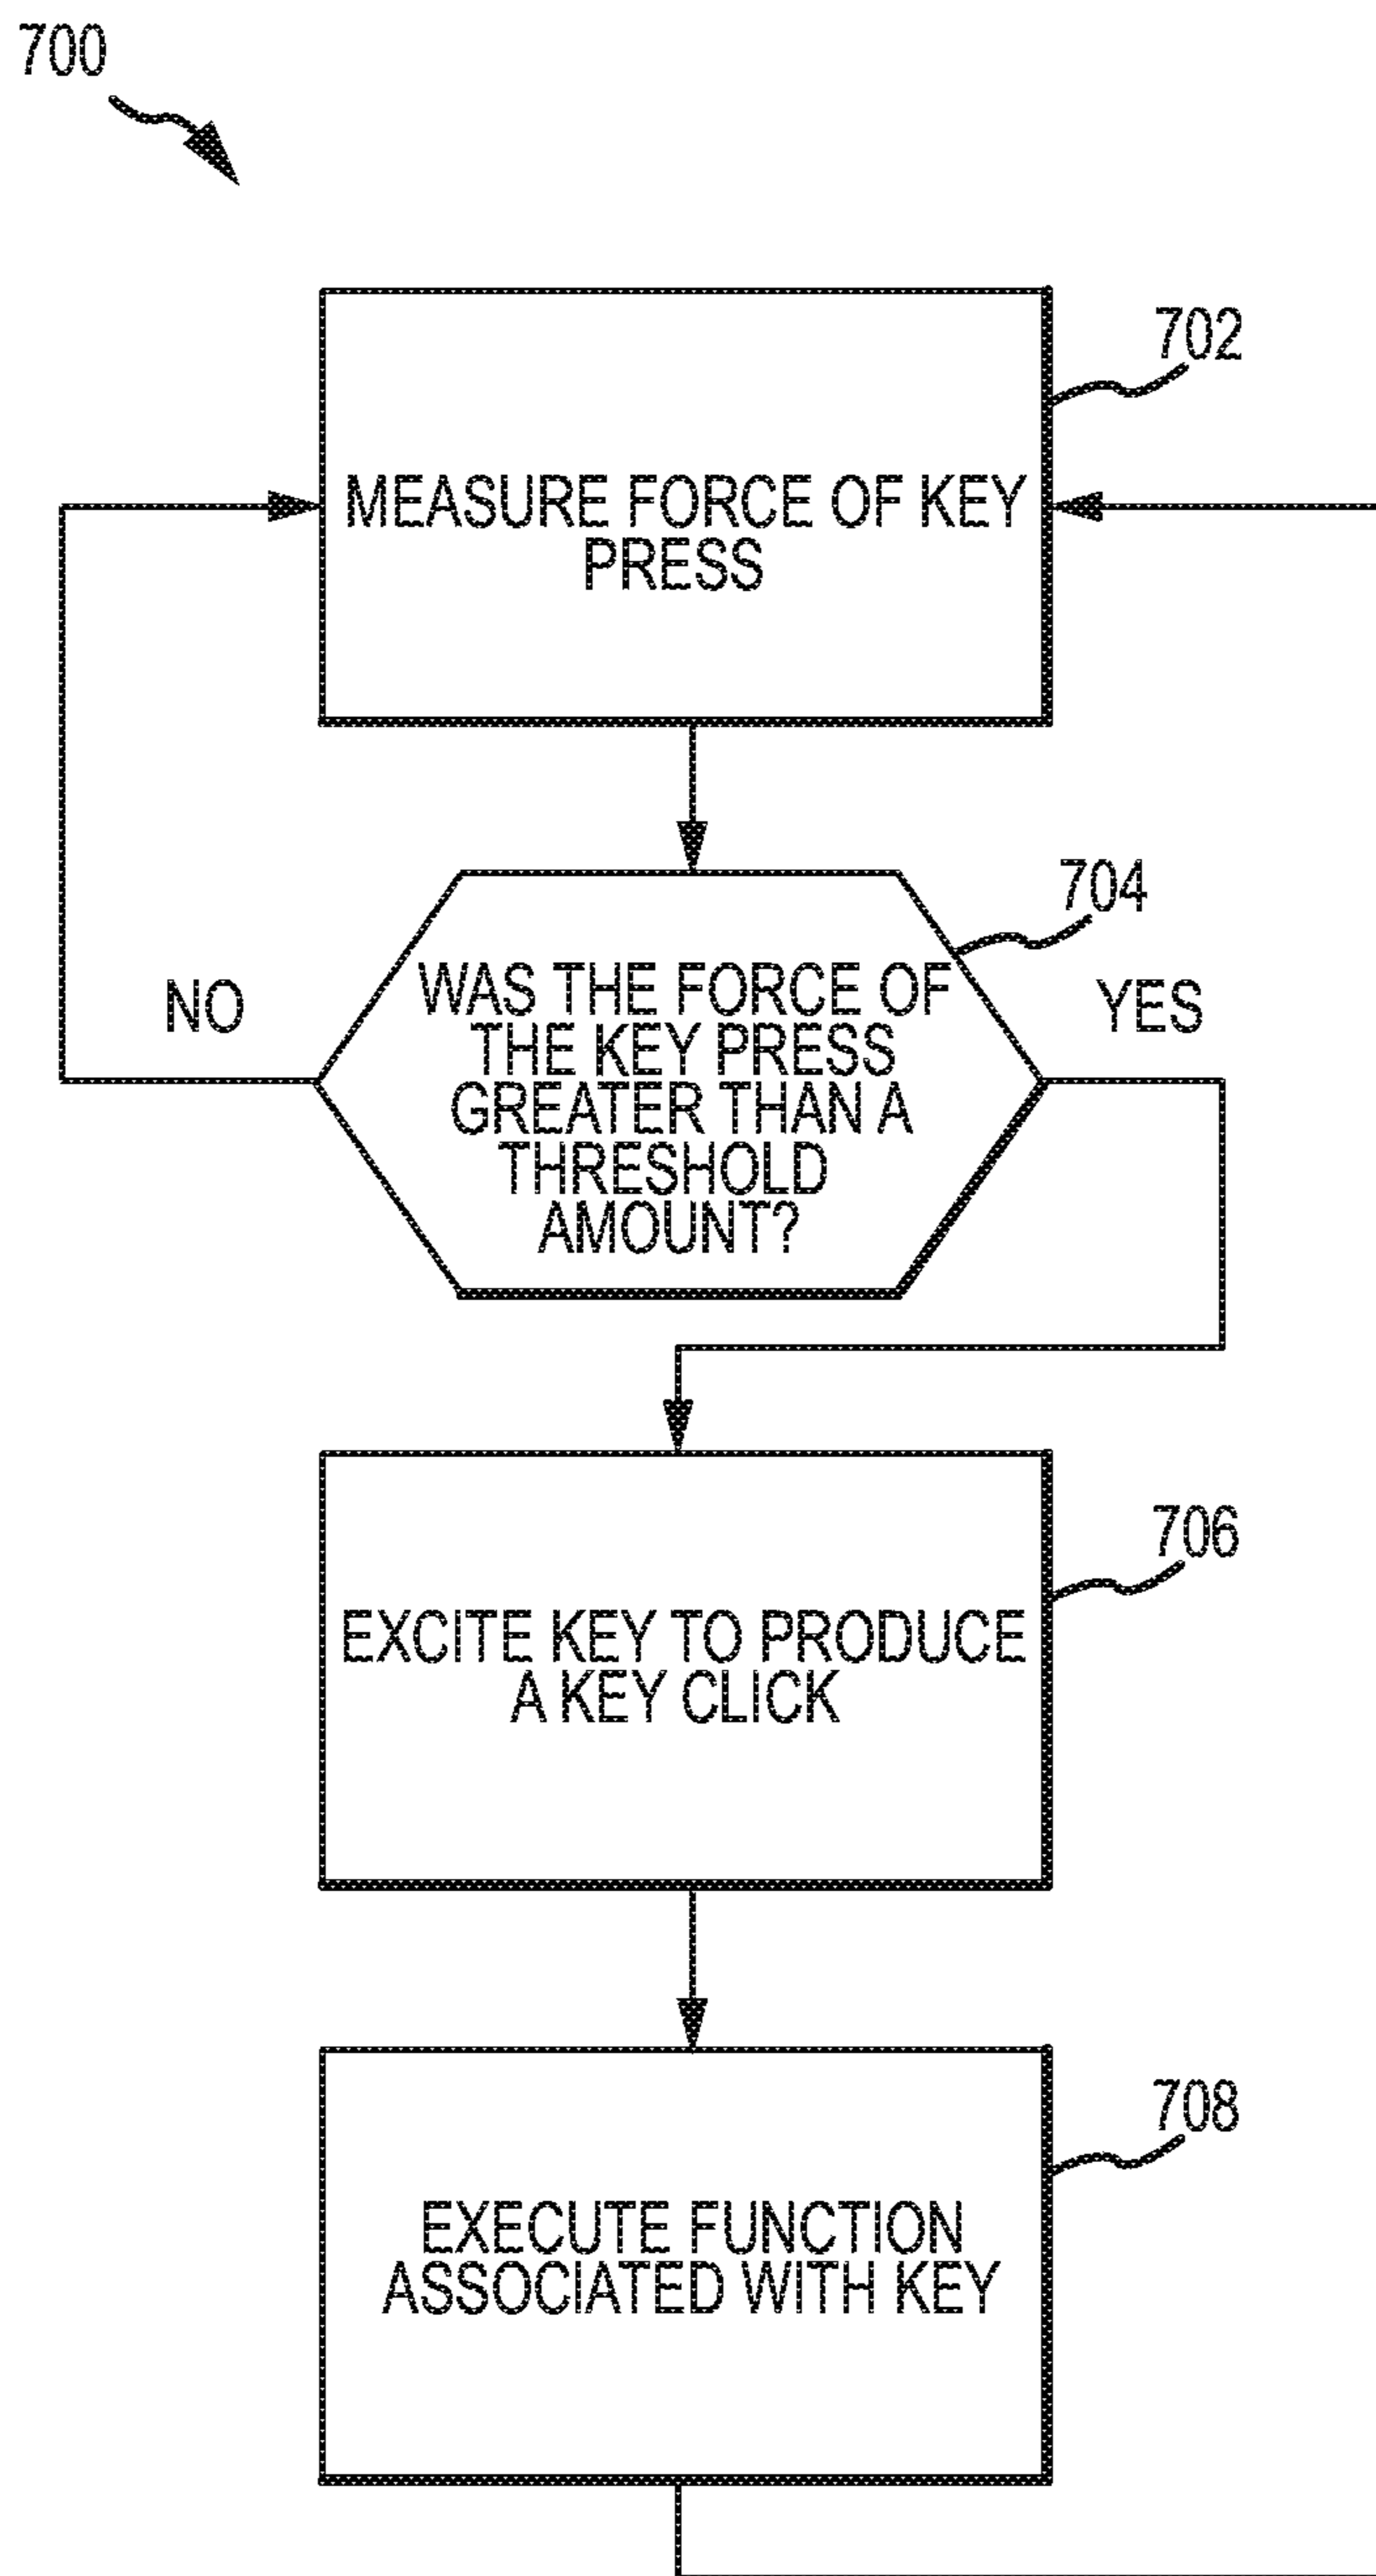 700
702
MEASURE FORCE OF KEY
PRESS
704
NO
YES
WAS THE FORCE OF
THE KEY PRESS
GREATER THAN A
THRESHOLD
AMOUNT?
706
EXCITE KEY TO PRODUCE
A KEY CLICK
708
EXECUTE FUNCTION
ASSOCIATED WITH KEY